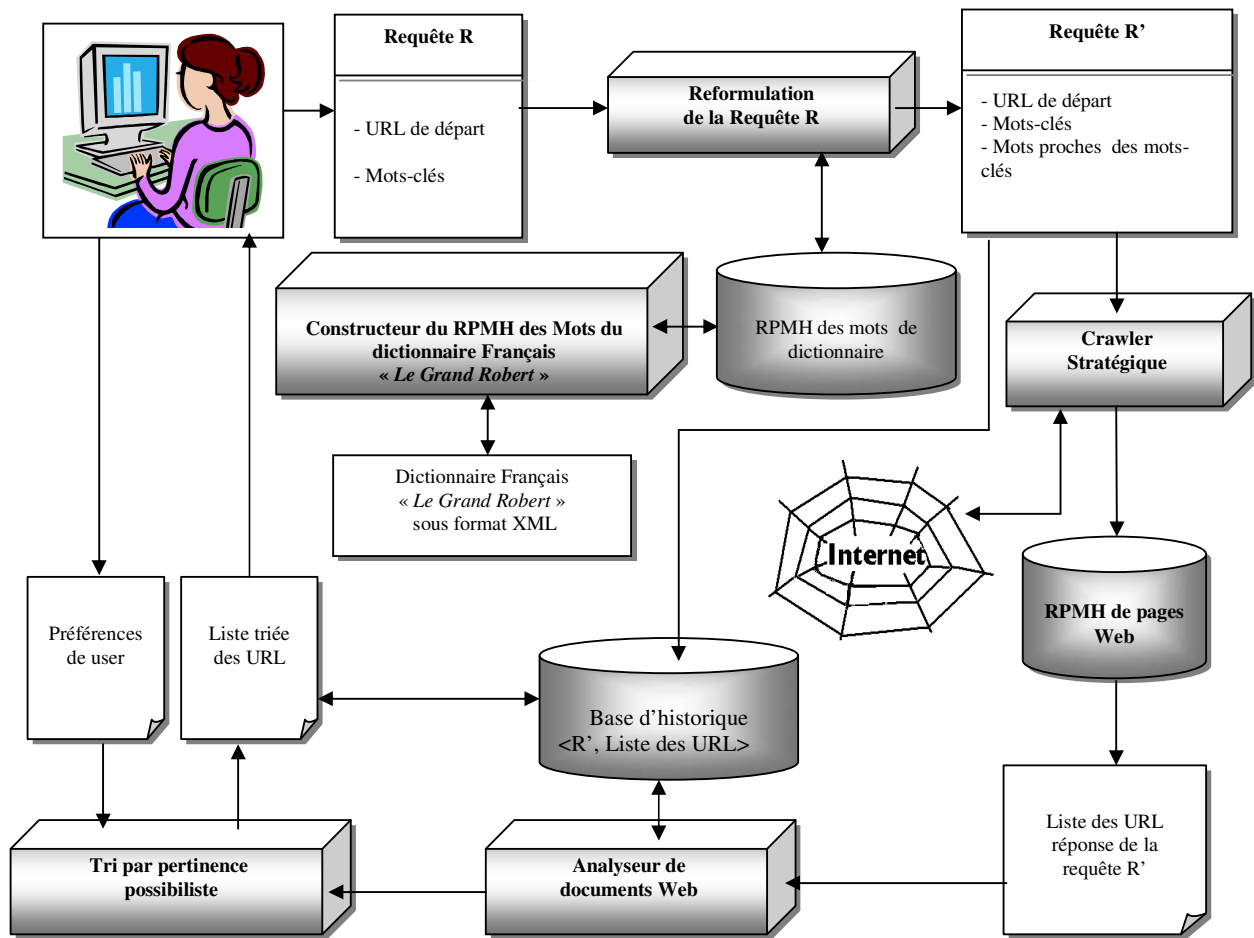 Requête R
- URL de départ
- Mots-clés
Reformulation
de la Requête R
Requête R’
- URL de départ
- Mots-clés
- Mots proches des mots-
clés
Constructeur du RPMH des Mots du
dictionnaire Français
« Le Grand Robert »
RPMH des mots de
dictionnaire
Crawler
Stratégique
Dictionnaire Français
« Le Grand Robert »
sous format XML
Internet
RPMH de pages
Web
Préférences
de user
Liste triée
des URL
Base d’historique
<R’, Liste des URL>
Tri par pertinence
possibiliste
Analyseur de
documents Web
Liste des URL
réponse de la
requête R’